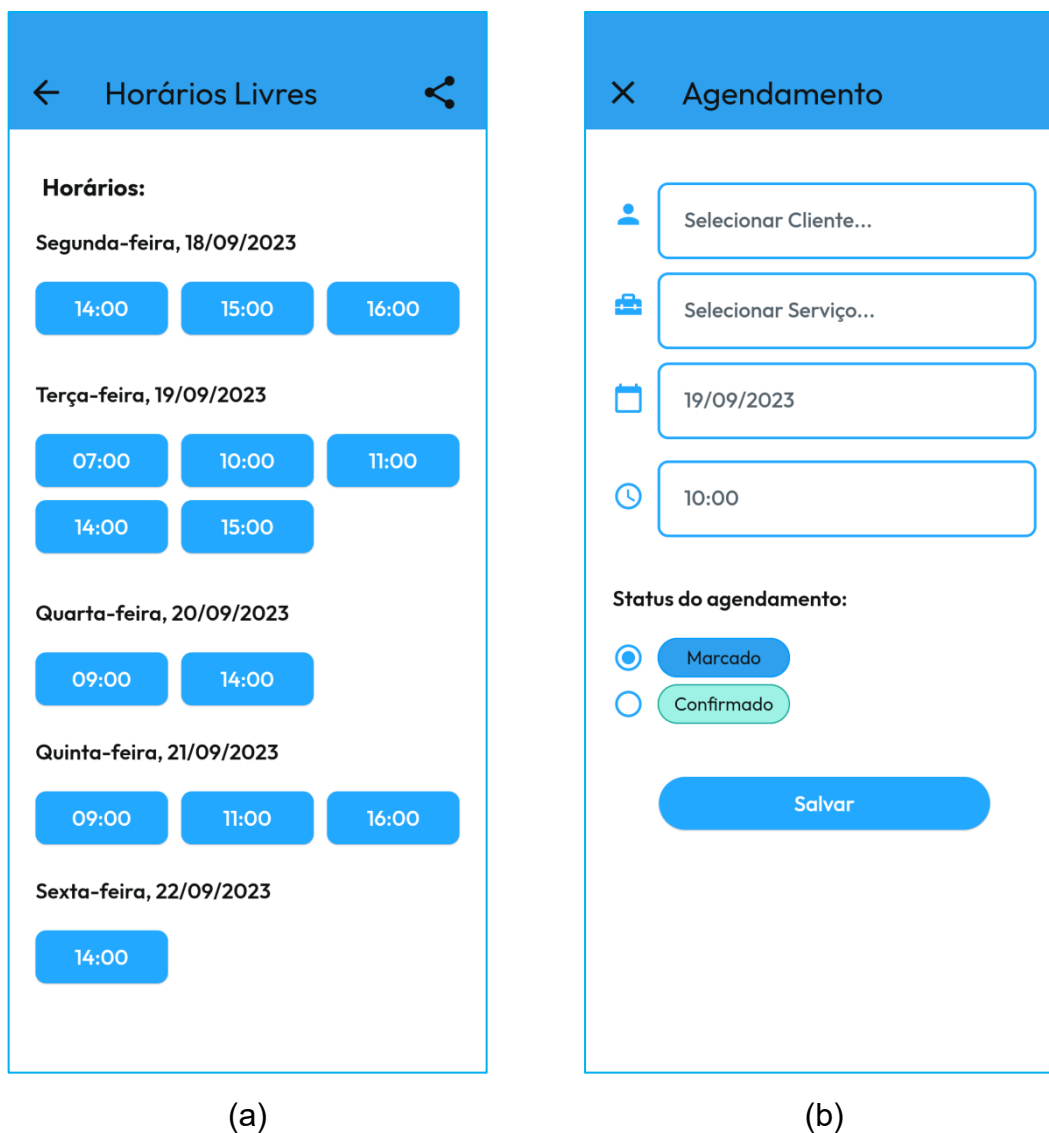 Horários Livres
Horários:
Segunda-feira, 18/09/2023
14:00 15:00 16:00
Terça-feira, 19/09/2023
07:00 10:00 11:00
14:00 15:00
Quarta-feira, 20/09/2023
09:00 14:00
Quinta-feira, 21/09/2023
09:00 11:00 16:00
Sexta-feira, 22/09/2023
14:00
(a)
Agendamento
Selecionar Cliente...
Selecionar Serviço...
19/09/2023
10:00
Status do agendamento:
Marcado
Confirmado
Salvar
(b)